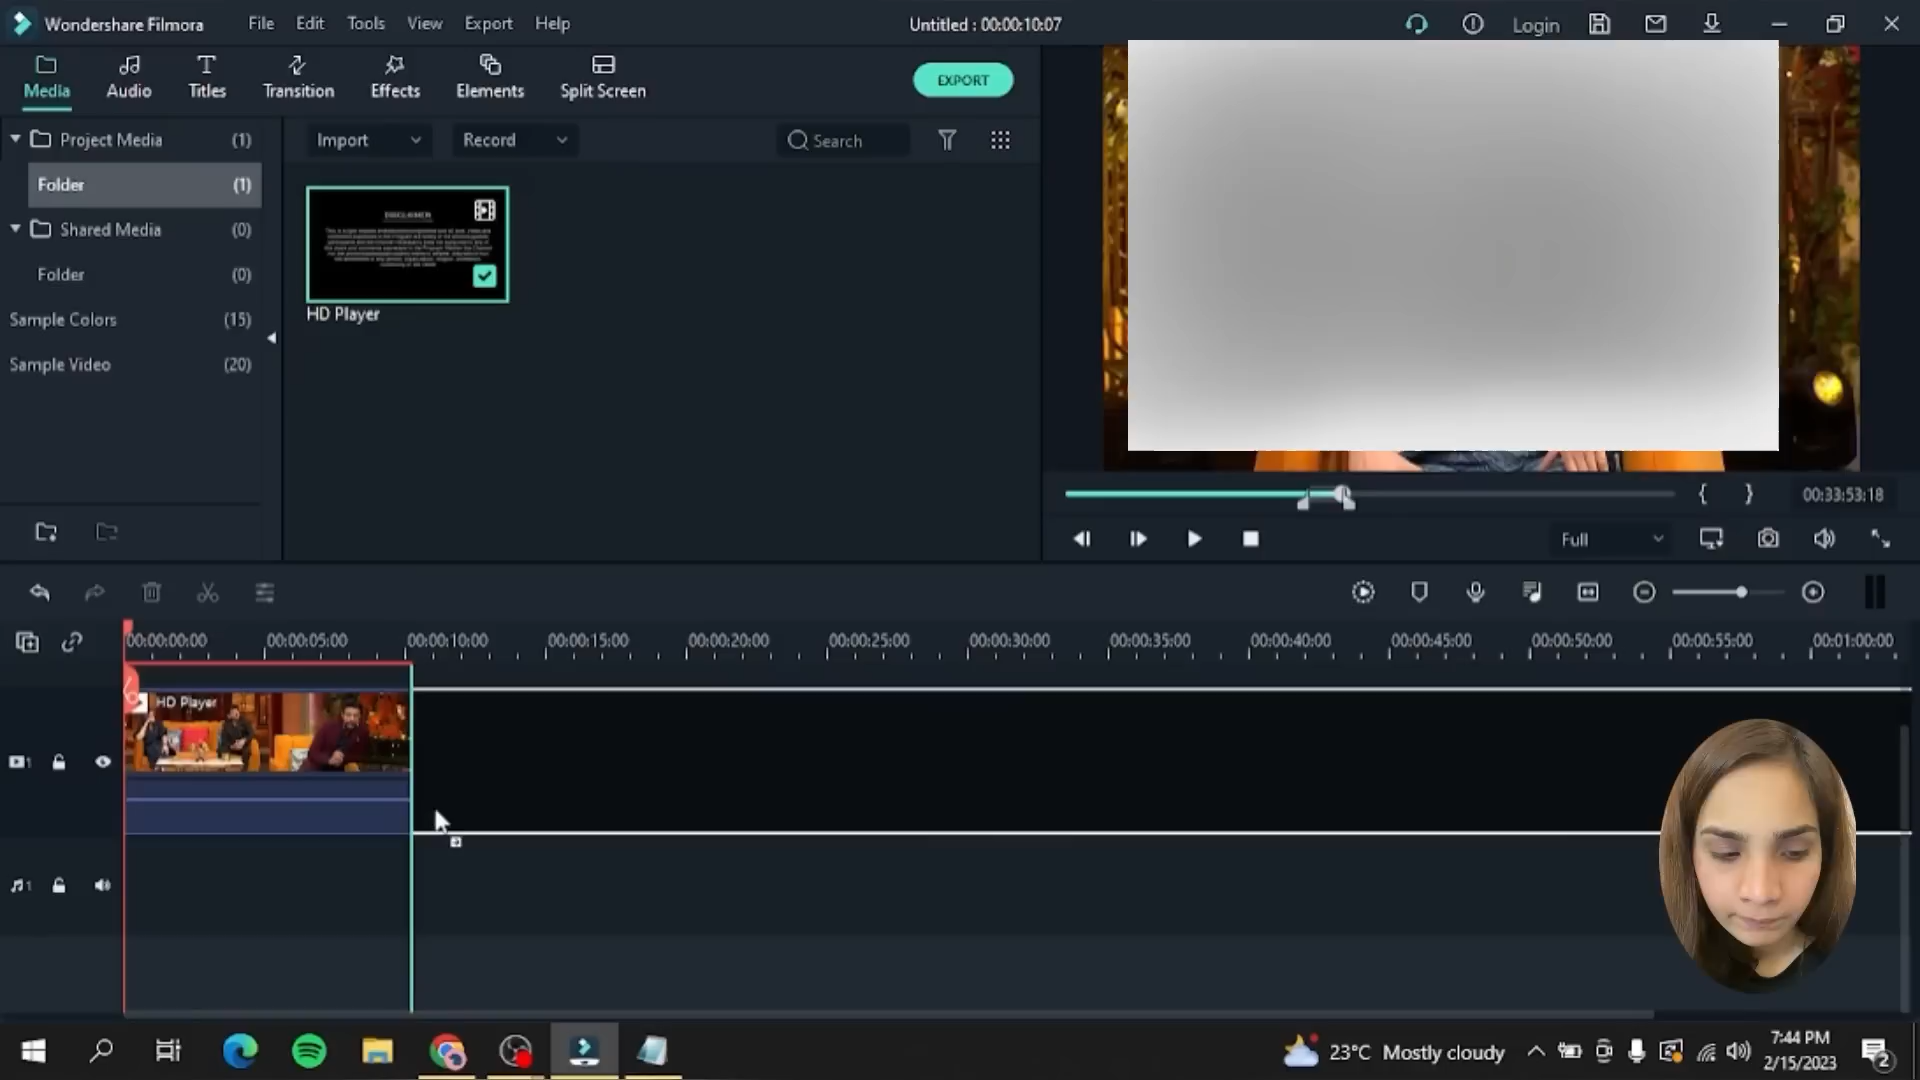 Wondershare Filmora File Edit Tools View Export Help Untitled : 00:00:10:07 Login
Media Audio Titles Transition Effects Elements Split Screen EXPORT
Project Media (1) Import Record Search
Folder (1)
Shared Media (0)
Folder (0)
Sample Colors (15)
Sample Video (20)
DISCLAIMER
HD Player
{ } 00:33:53:18
Full
00:00:00:00 00:00:05:00 00:00:10:00 00:00:15:00 00:00:20:00 00:00:25:00 00:00:30:00 00:00:35:00 00:00:40:00 00:00:45:00 00:00:50:00 00:00:55:00 00:01:00:00
HD Player
1
1
23°C Mostly cloudy
7:44 PM
2/15/2023
2